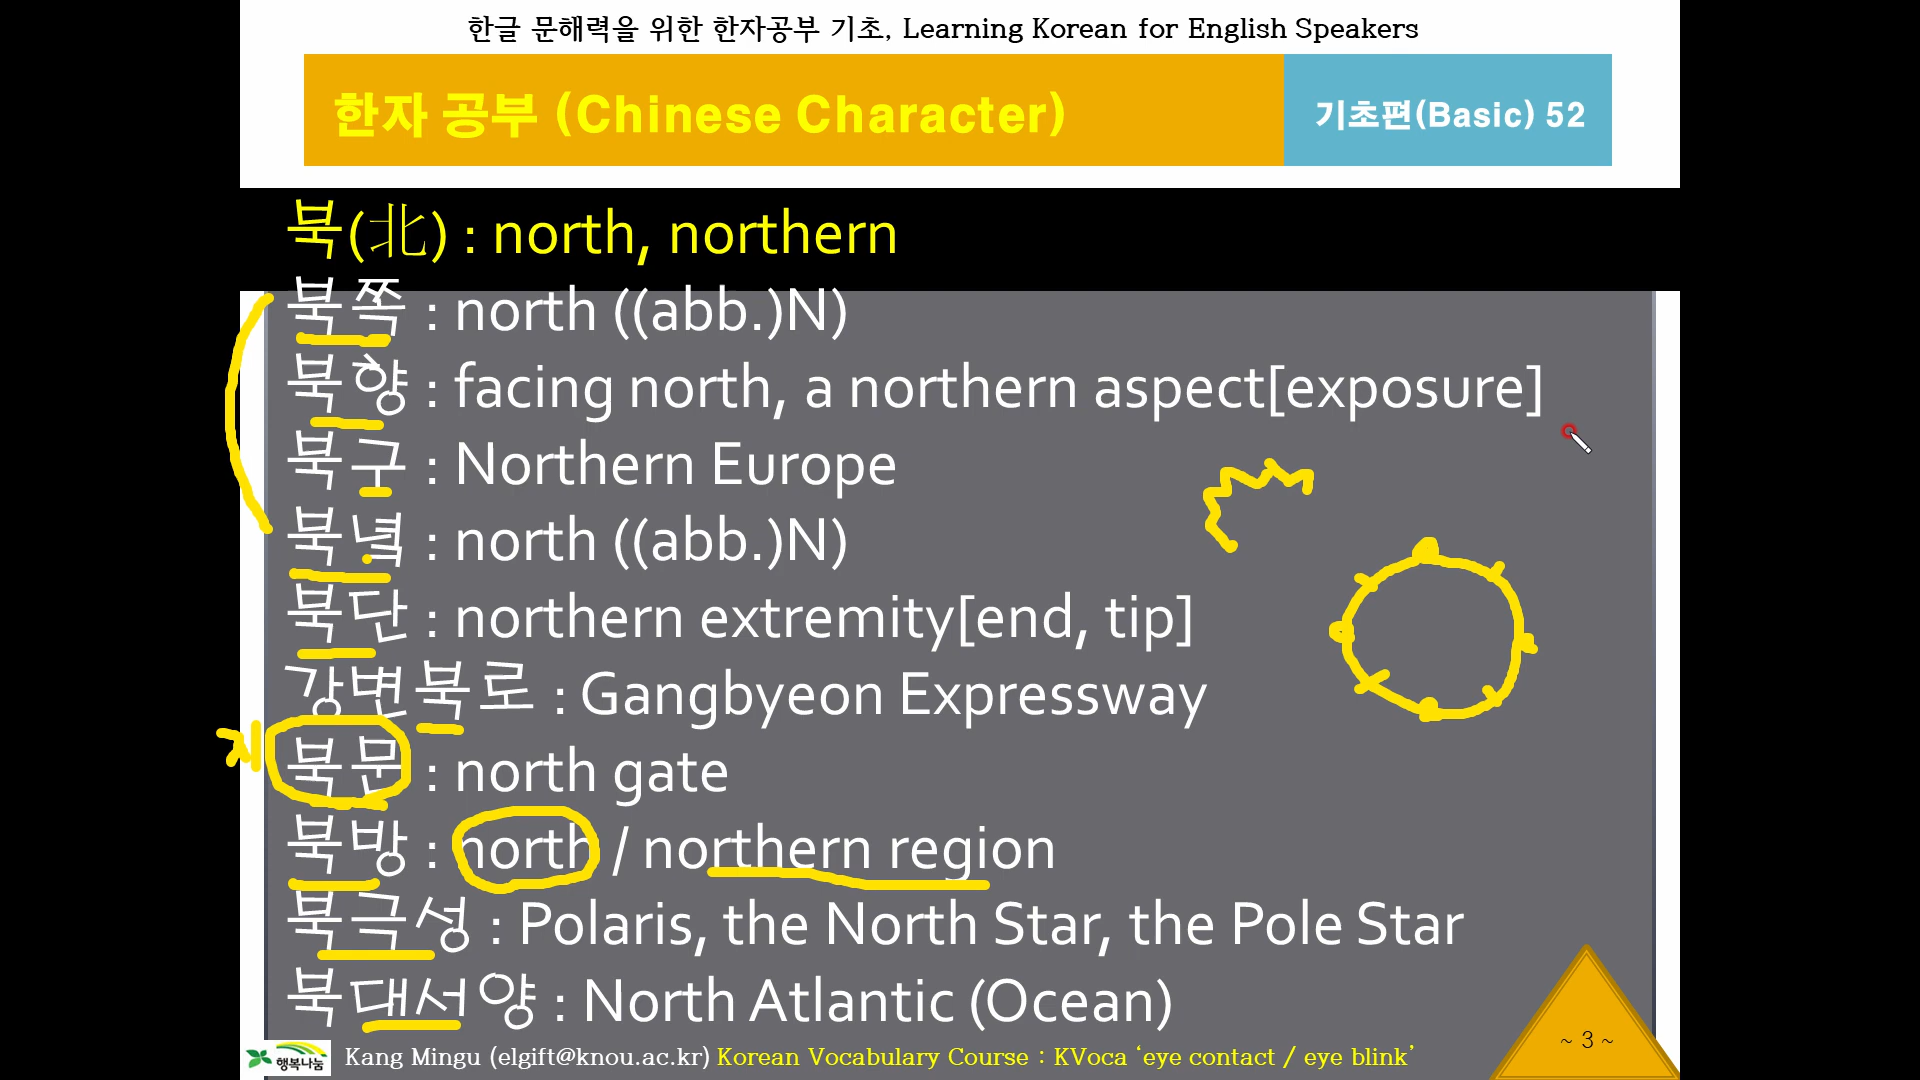 한글 문해력을 위한 한자공부 기초, Learning Korean for English Speakers
한자 공부 (Chinese Character)
기초편(Basic) 52
북(北) : north, northern
북쪽 : north ((abb.)N)
북향 : facing north, a northern aspect[exposure]
북구 : Northern Europe
북녘 : north ((abb.)N)
북단 : northern extremity[end, tip]
강변북로 : Gangbyeon Expressway
북문 : north gate
북방 : north / northern region
북극성 : Polaris, the North Star, the Pole Star
북대서양 : North Atlantic (Ocean)
~ 3 ~
행복나눔
Kang Mingu (elgift@knou.ac.kr) Korean Vocabulary Course : KVoca ‘eye contact / eye blink’